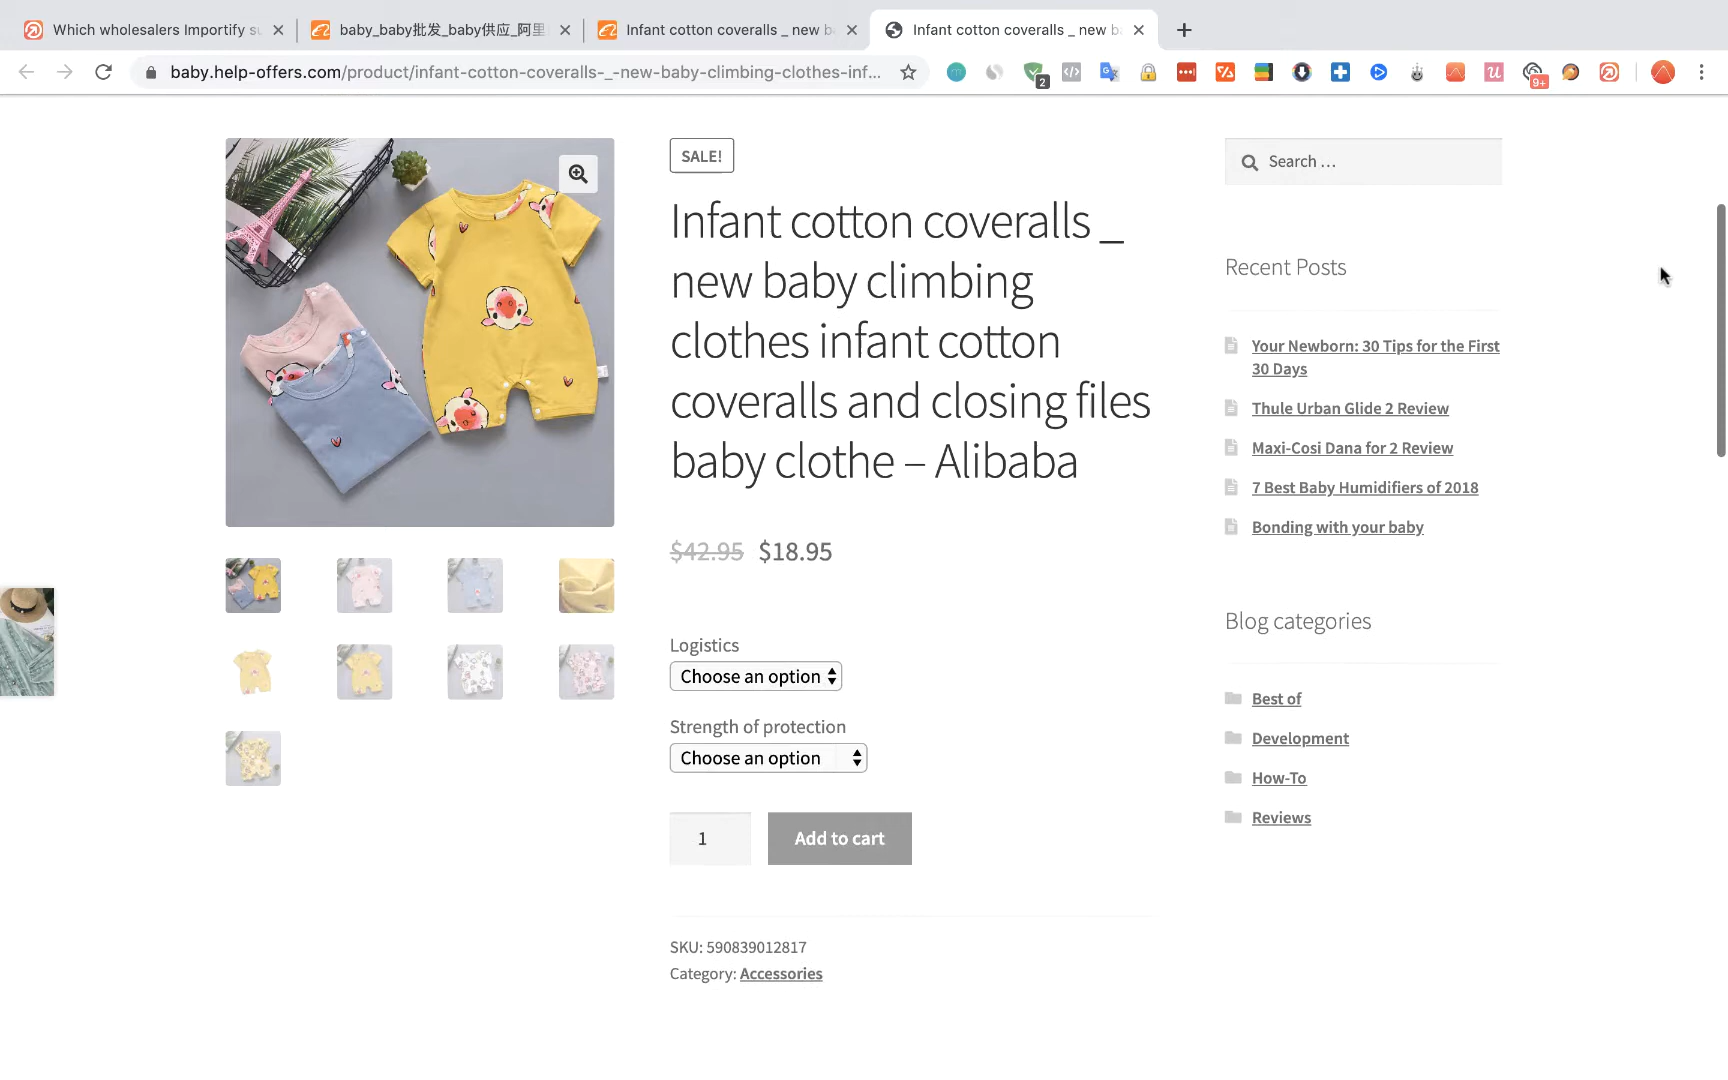 Which wholesalers Importify su
baby_baby批发_baby供应_阿里
Infant cotton coveralls _ new b
Infant cotton coveralls _ new b
baby.help-offers.com/product/infant-cotton-coveralls-_-new-baby-climbing-clothes-inf...
2
9+
SALE!
Infant cotton coveralls _
new baby climbing
clothes infant cotton
coveralls and closing files
baby clothe – Alibaba
$42.95 $18.95
Logistics
Choose an option
Strength of protection
Choose an option
1
Add to cart
SKU: 590839012817
Category: Accessories
Search …
Recent Posts
Your Newborn: 30 Tips for the First
30 Days
Thule Urban Glide 2 Review
Maxi-Cosi Dana for 2 Review
7 Best Baby Humidifiers of 2018
Bonding with your baby
Blog categories
Best of
Development
How-To
Reviews